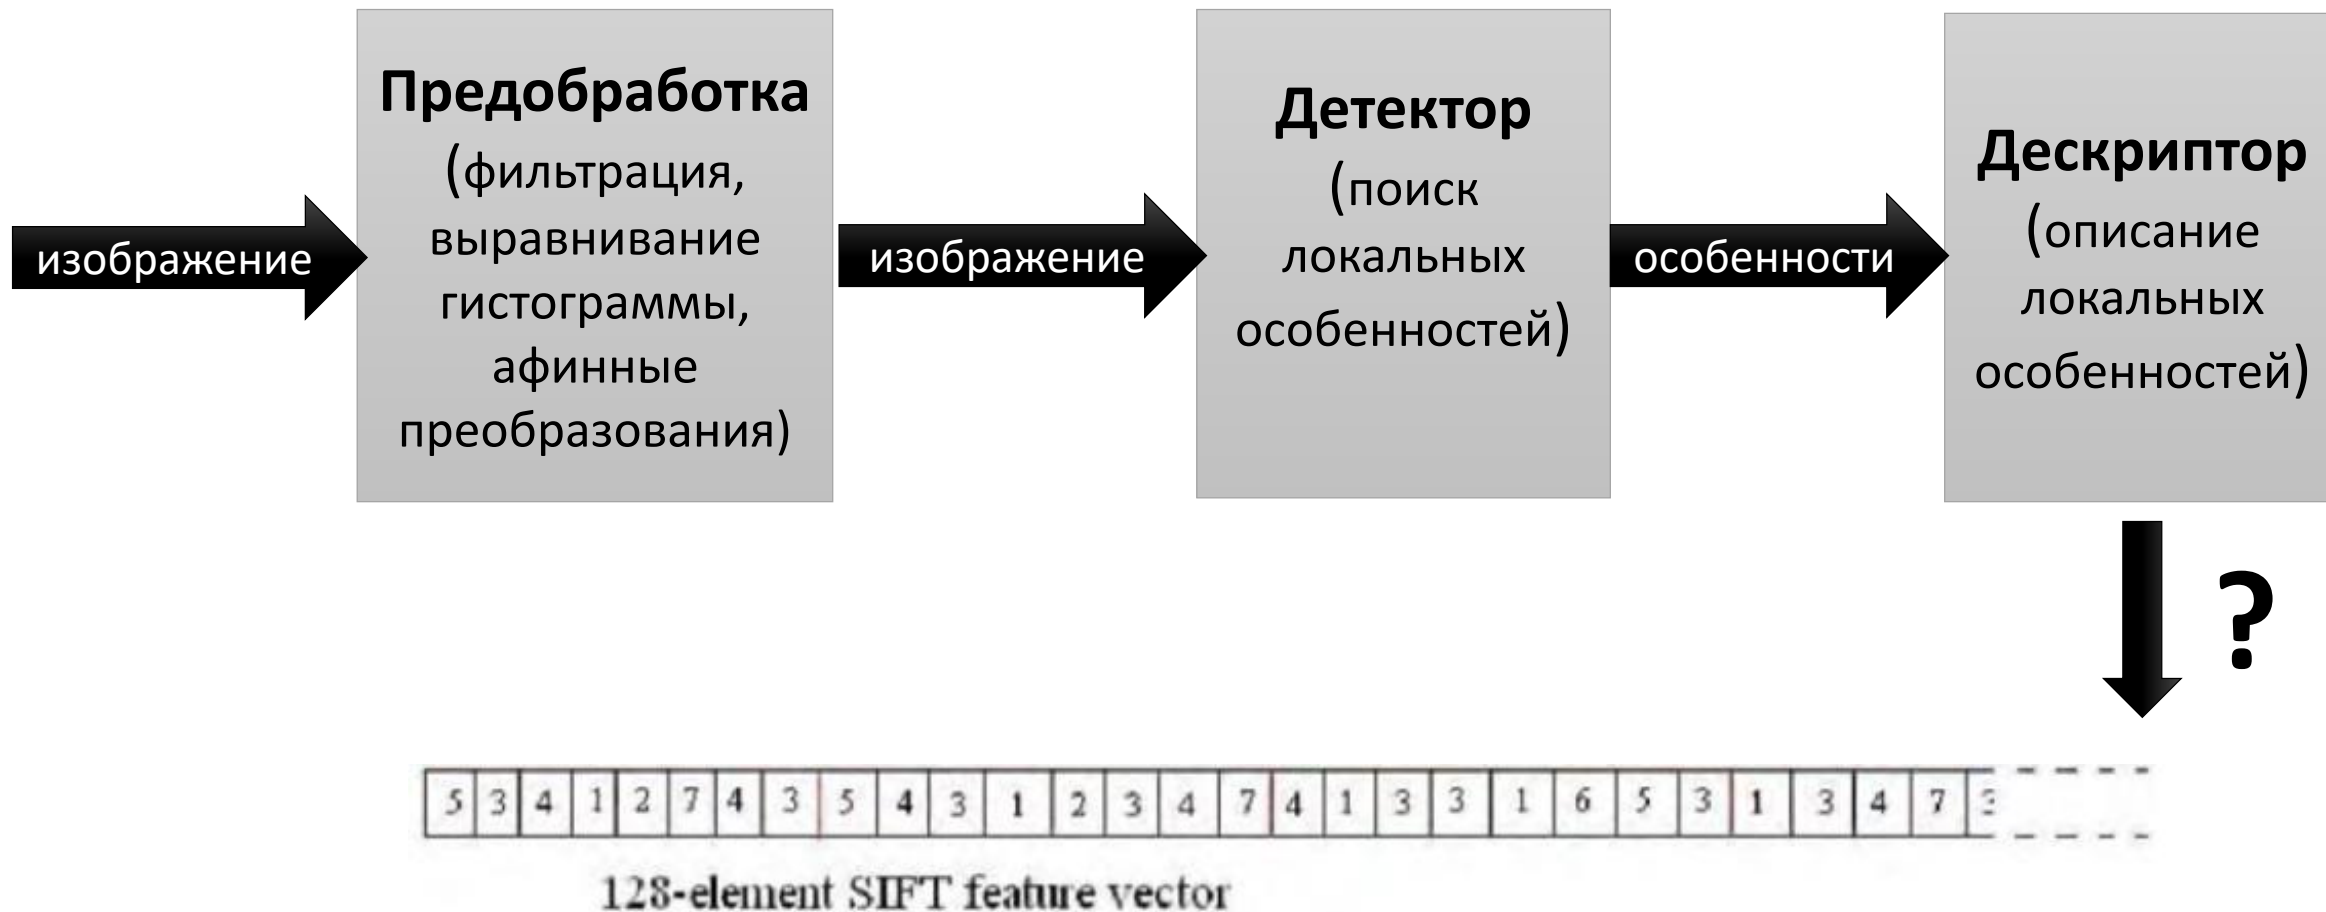 изображение
Предобработка
(фильтрация,
выравнивание
гистограммы,
афинные
преобразования)
изображение
Детектор
(поиск
локальных
особенностей)
особенности
Дескриптор
(описание
локальных
особенностей)
?
5 3 4 1 2 7 4 3 5 4 3 1 2 3 4 7 4 1 3 3 1 6 5 3 1 3 4 7
128-element SIFT feature vector